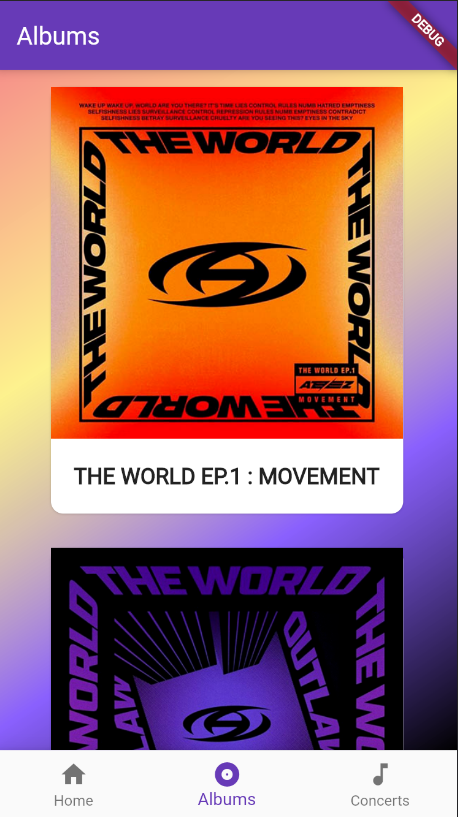 Albums
DEBUG
WAKE UP WAKE UP, WORLD ARE YOU THERE? IT'S TIME LIES CONTROL RULES NUMB HATRED EMPTINESS
SELFISHNESS LIES SURVEILLANCE CONTROL REPRESSION RULES NUMB EMPTINESS CONTRADICT
SELFISHNESS BETRAY SURVEILLANCE CRUELTY ARE YOU SEEING THIS? EYES IN THE SKY
THE WORLD
THE WORLD
THE WORLD
THE WORLD
THE WORLD EP.1
ATEEZ
MOVEMENT
THE WORLD EP.1 : MOVEMENT
THE WORLD
WORLD
THE WO
OUTLAW
LAW
Home
Albums
Concerts